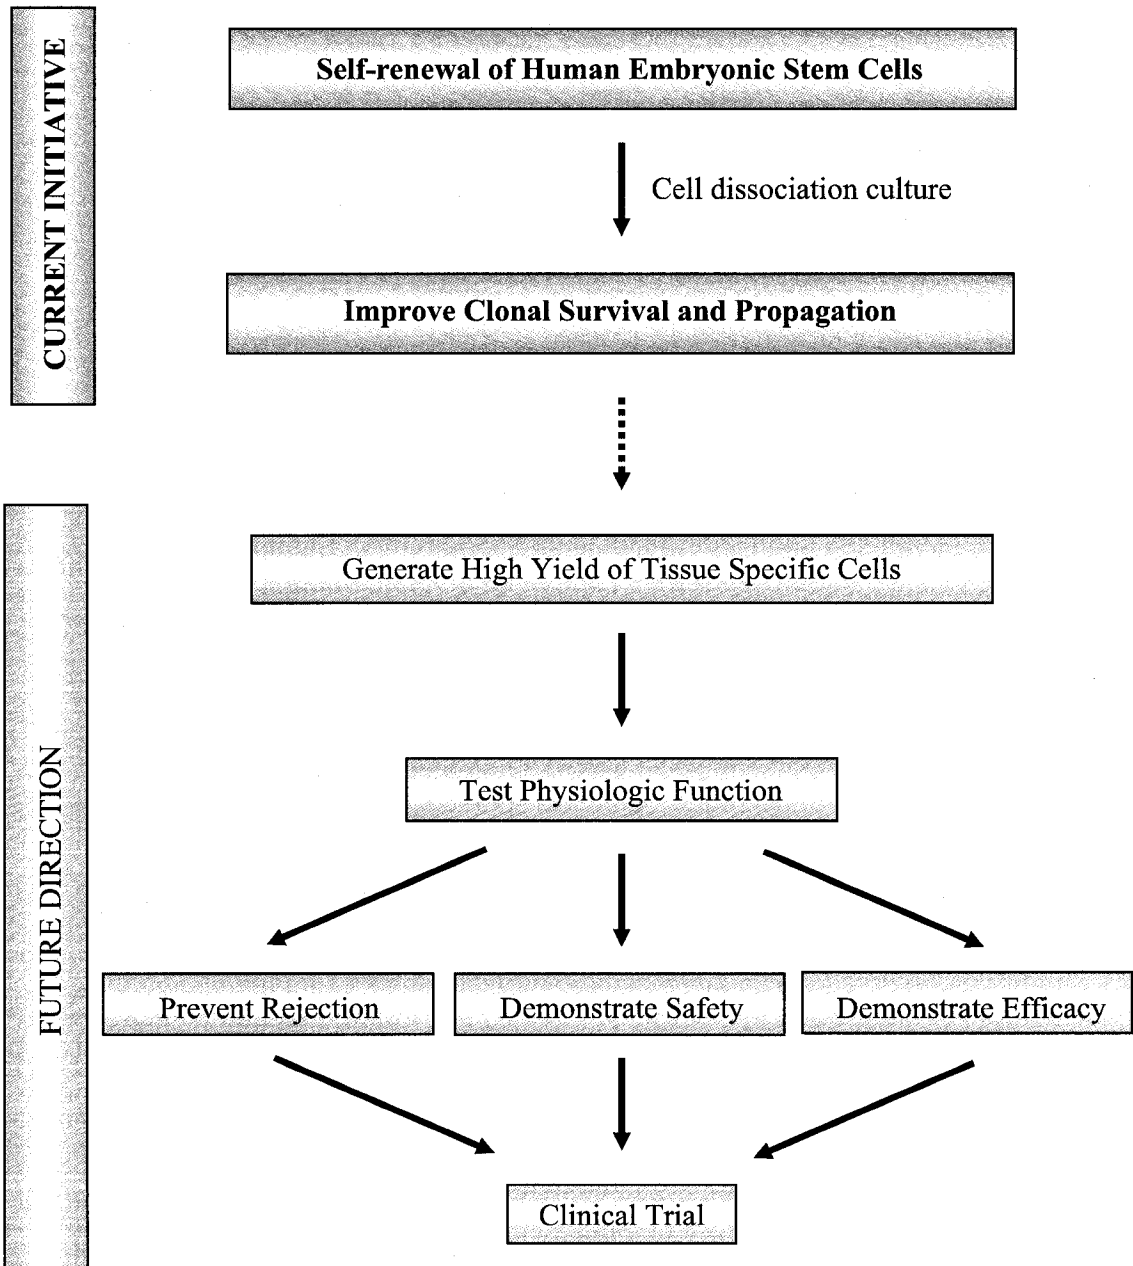 CURRENT INITIATIVE
Self-renewal of Human Embryonic Stem Cells
Cell dissociation culture
Improve Clonal Survival and Propagation
FUTURE DIRECTION
Generate High Yield of Tissue Specific Cells
Test Physiologic Function
Prevent Rejection
Demonstrate Safety
Demonstrate Efficacy
Clinical Trial